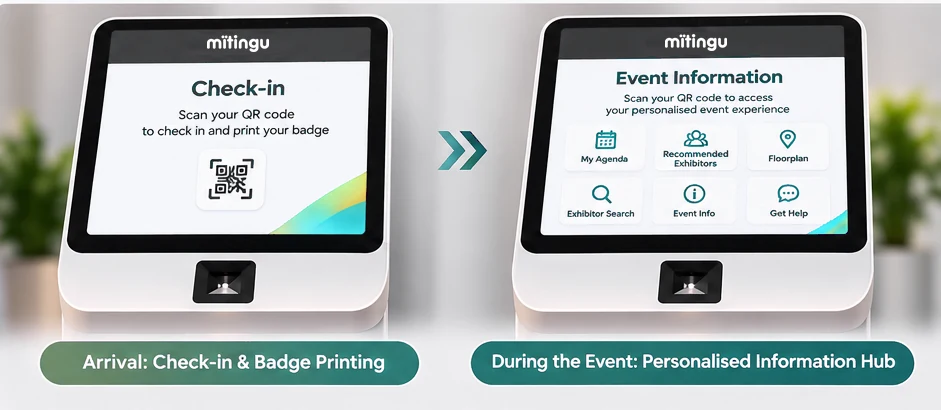 mïtingu
Check-in
Scan your QR code
to check in and print your badge
Arrival: Check-in & Badge Printing
mïtingu
Event Information
Scan your QR code to access
your personalised event experience
My Agenda
Recommended
Exhibitors
Floorplan
Exhibitor Search
Event Info
Get Help
During the Event: Personalised Information Hub